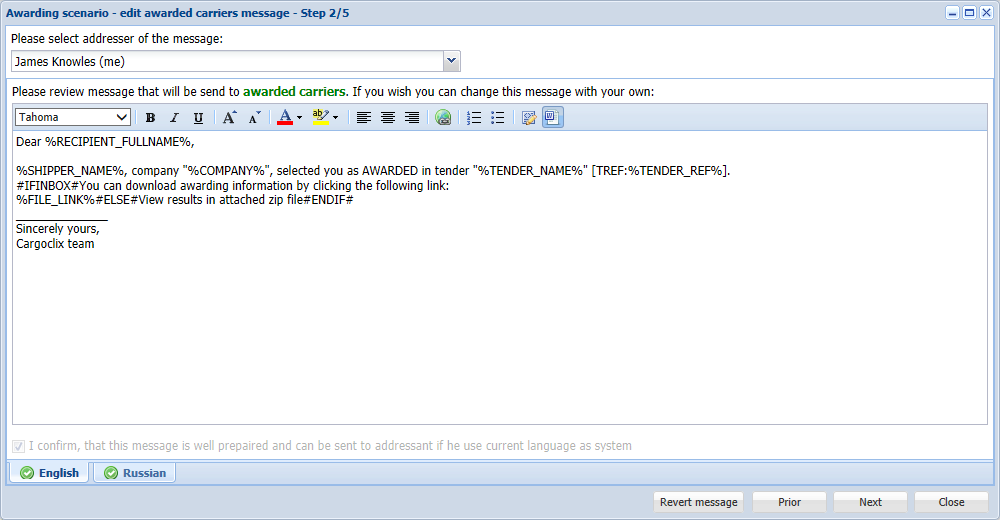 Awarding scenario - edit awarded carriers message - Step 2/5
Please select addresser of the message:
James Knowles (me)
Please review message that will be send to awarded carriers. If you wish you can change this message with your own:
Tahoma B I U A A A ab
Dear %RECIPIENT_FULLNAME%,
%SHIPPER_NAME%, company "%COMPANY%", selected you as AWARDED in tender "%TENDER_NAME%" [TREF:%TENDER_REF%].
#IFINBOX#You can download awarding information by clicking the following link:
%FILE_LINK%#ELSE#View results in attached zip file#ENDIF#
_______________
Sincerely yours,
Cargoclix team
I confirm, that this message is well prepaired and can be sent to addressant if he use current language as system
English Russian
Revert message Prior Next Close